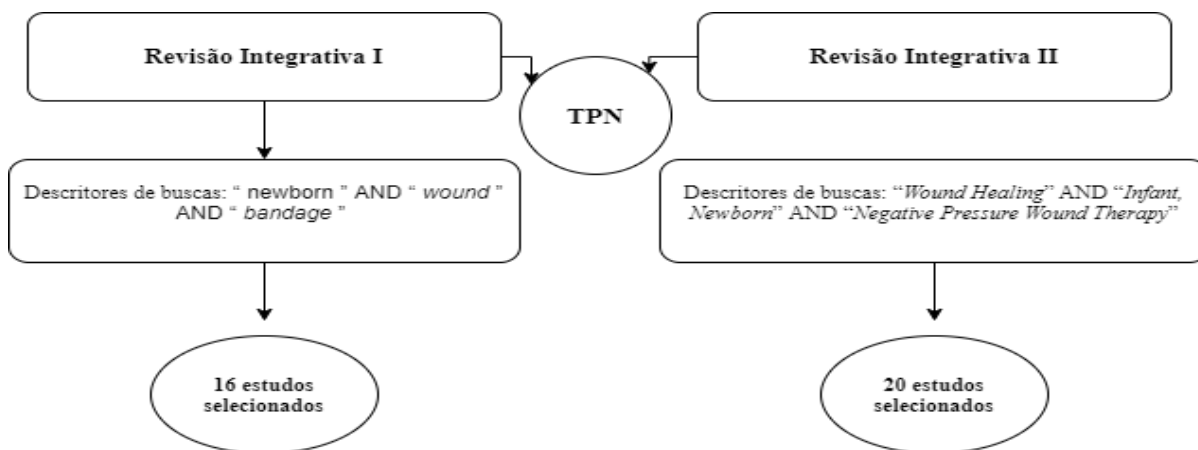 Revisão Integrativa I
Revisão Integrativa II
TPN
Descritores de buscas: “ newborn ” AND “ wound ”
AND “ bandage ”
Descritores de buscas: “Wound Healing” AND “Infant,
Newborn” AND “Negative Pressure Wound Therapy”
16 estudos
selecionados
20 estudos
selecionados